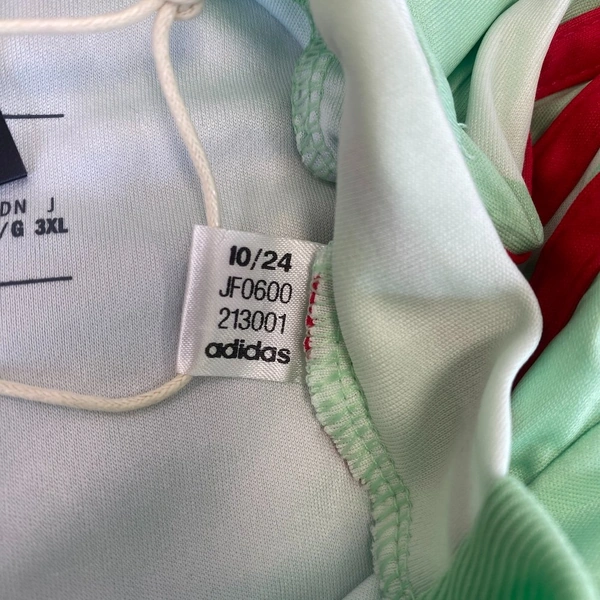 DN J
/G 3XL
10/24
JF0600
213001
adidas